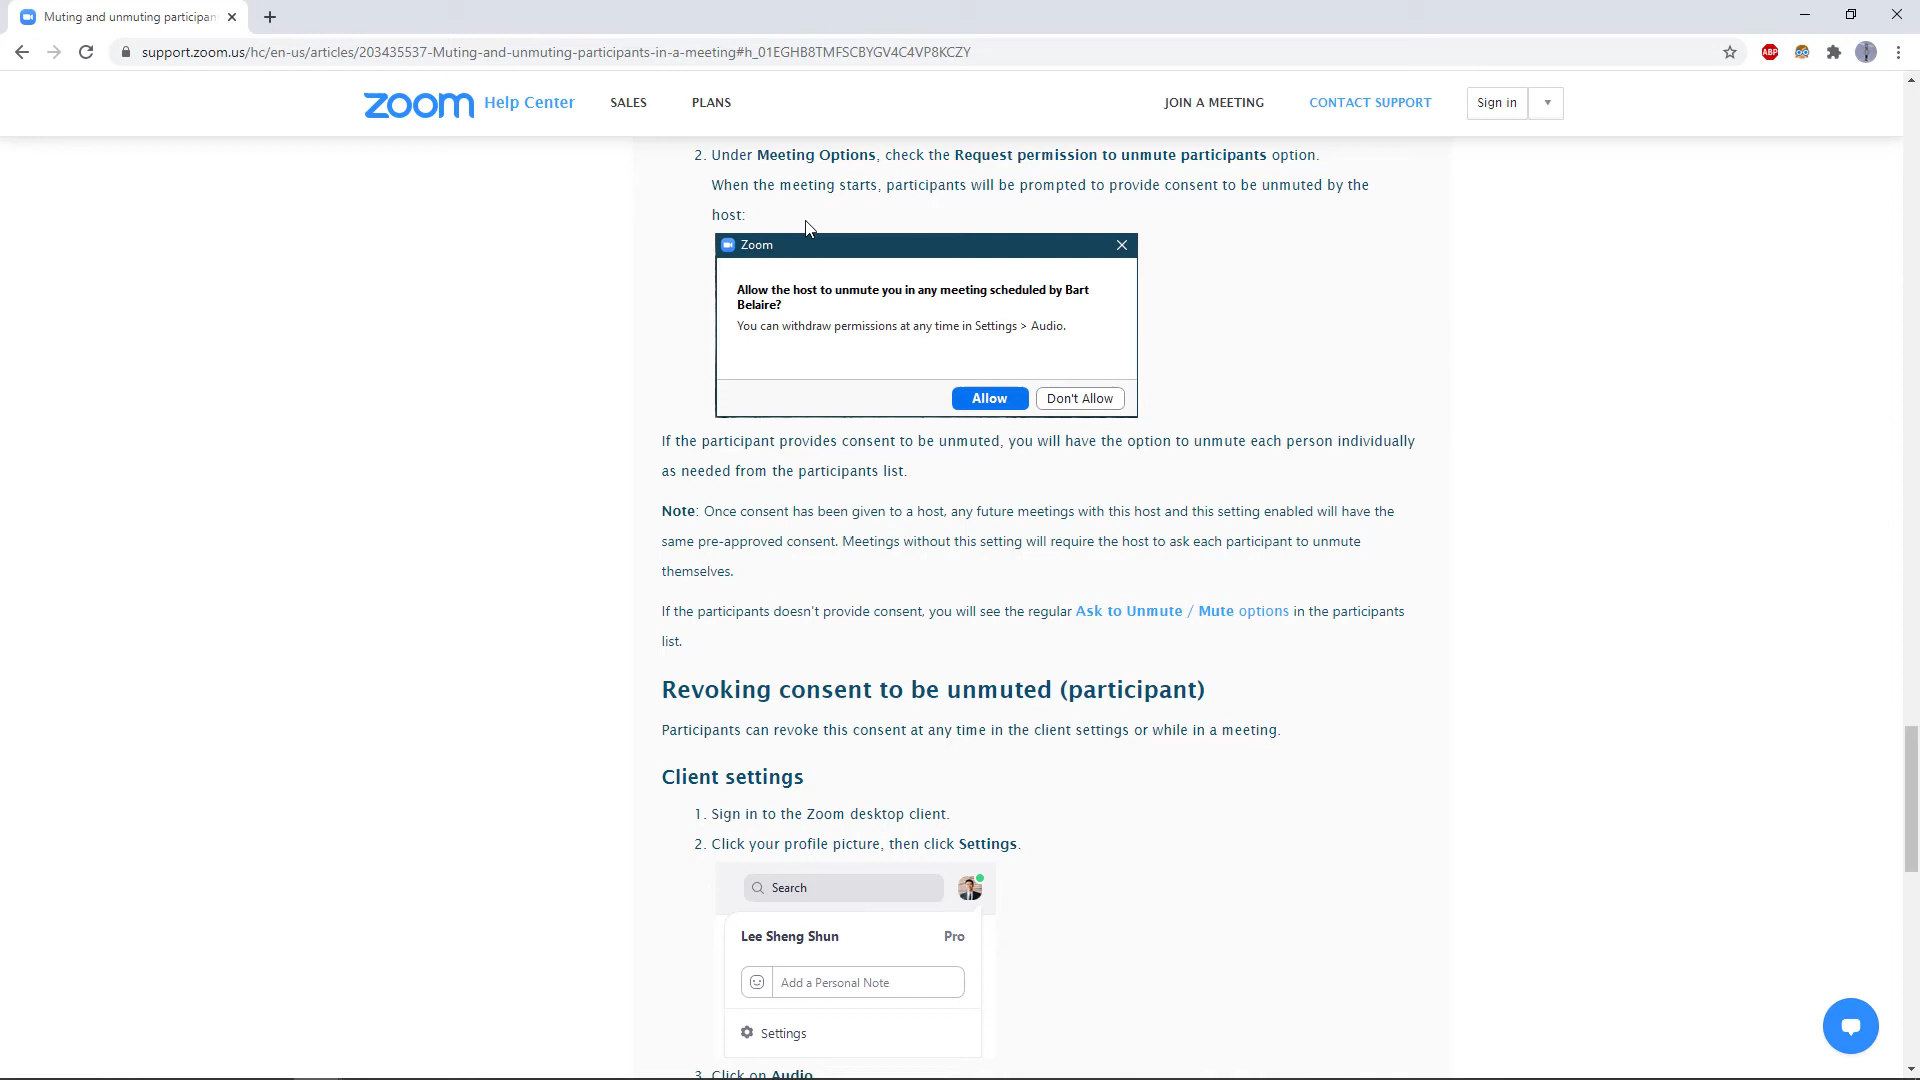 Muting and unmuting participan
support.zoom.us/hc/en-us/articles/203435537-Muting-and-unmuting-participants-in-a-meeting#h_01EGHB8TMFSCBYGV4C4VP8KCZY
ABP
zoom Help Center SALES PLANS JOIN A MEETING CONTACT SUPPORT Sign in
2. Under Meeting Options, check the Request permission to unmute participants option.
When the meeting starts, participants will be prompted to provide consent to be unmuted by the
host:
Zoom
Allow the host to unmute you in any meeting scheduled by Bart
Belaire?
You can withdraw permissions at any time in Settings > Audio.
Allow Don't Allow
If the participant provides consent to be unmuted, you will have the option to unmute each person individually
as needed from the participants list.
Note: Once consent has been given to a host, any future meetings with this host and this setting enabled will have the
same pre-approved consent. Meetings without this setting will require the host to ask each participant to unmute
themselves.
If the participants doesn't provide consent, you will see the regular Ask to Unmute / Mute options in the participants
list.
Revoking consent to be unmuted (participant)
Participants can revoke this consent at any time in the client settings or while in a meeting.
Client settings
1. Sign in to the Zoom desktop client.
2. Click your profile picture, then click Settings.
Search
Lee Sheng Shun Pro
Add a Personal Note
Settings
3. Click on Audio.